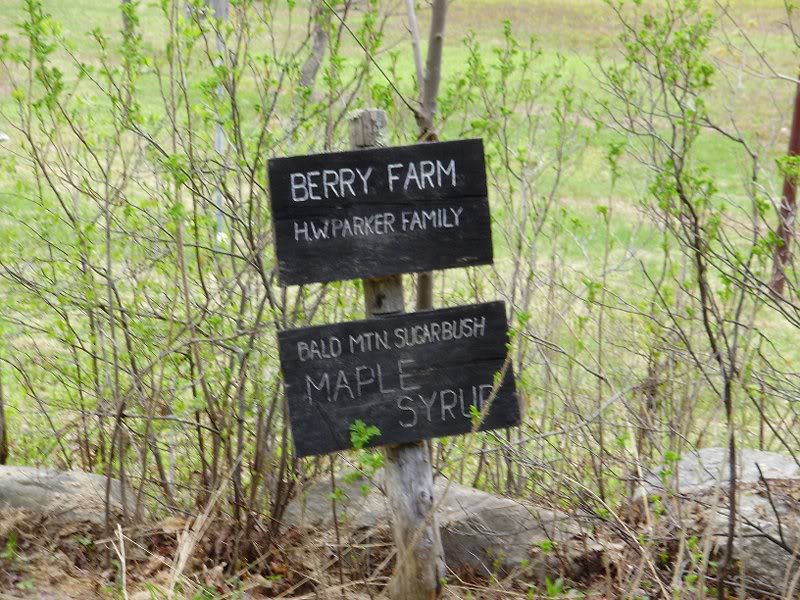 BERRY FARM
H.W. PARKER FAMILY
BALD MTN. SUGARBUSH
MAPLE
SYRUP